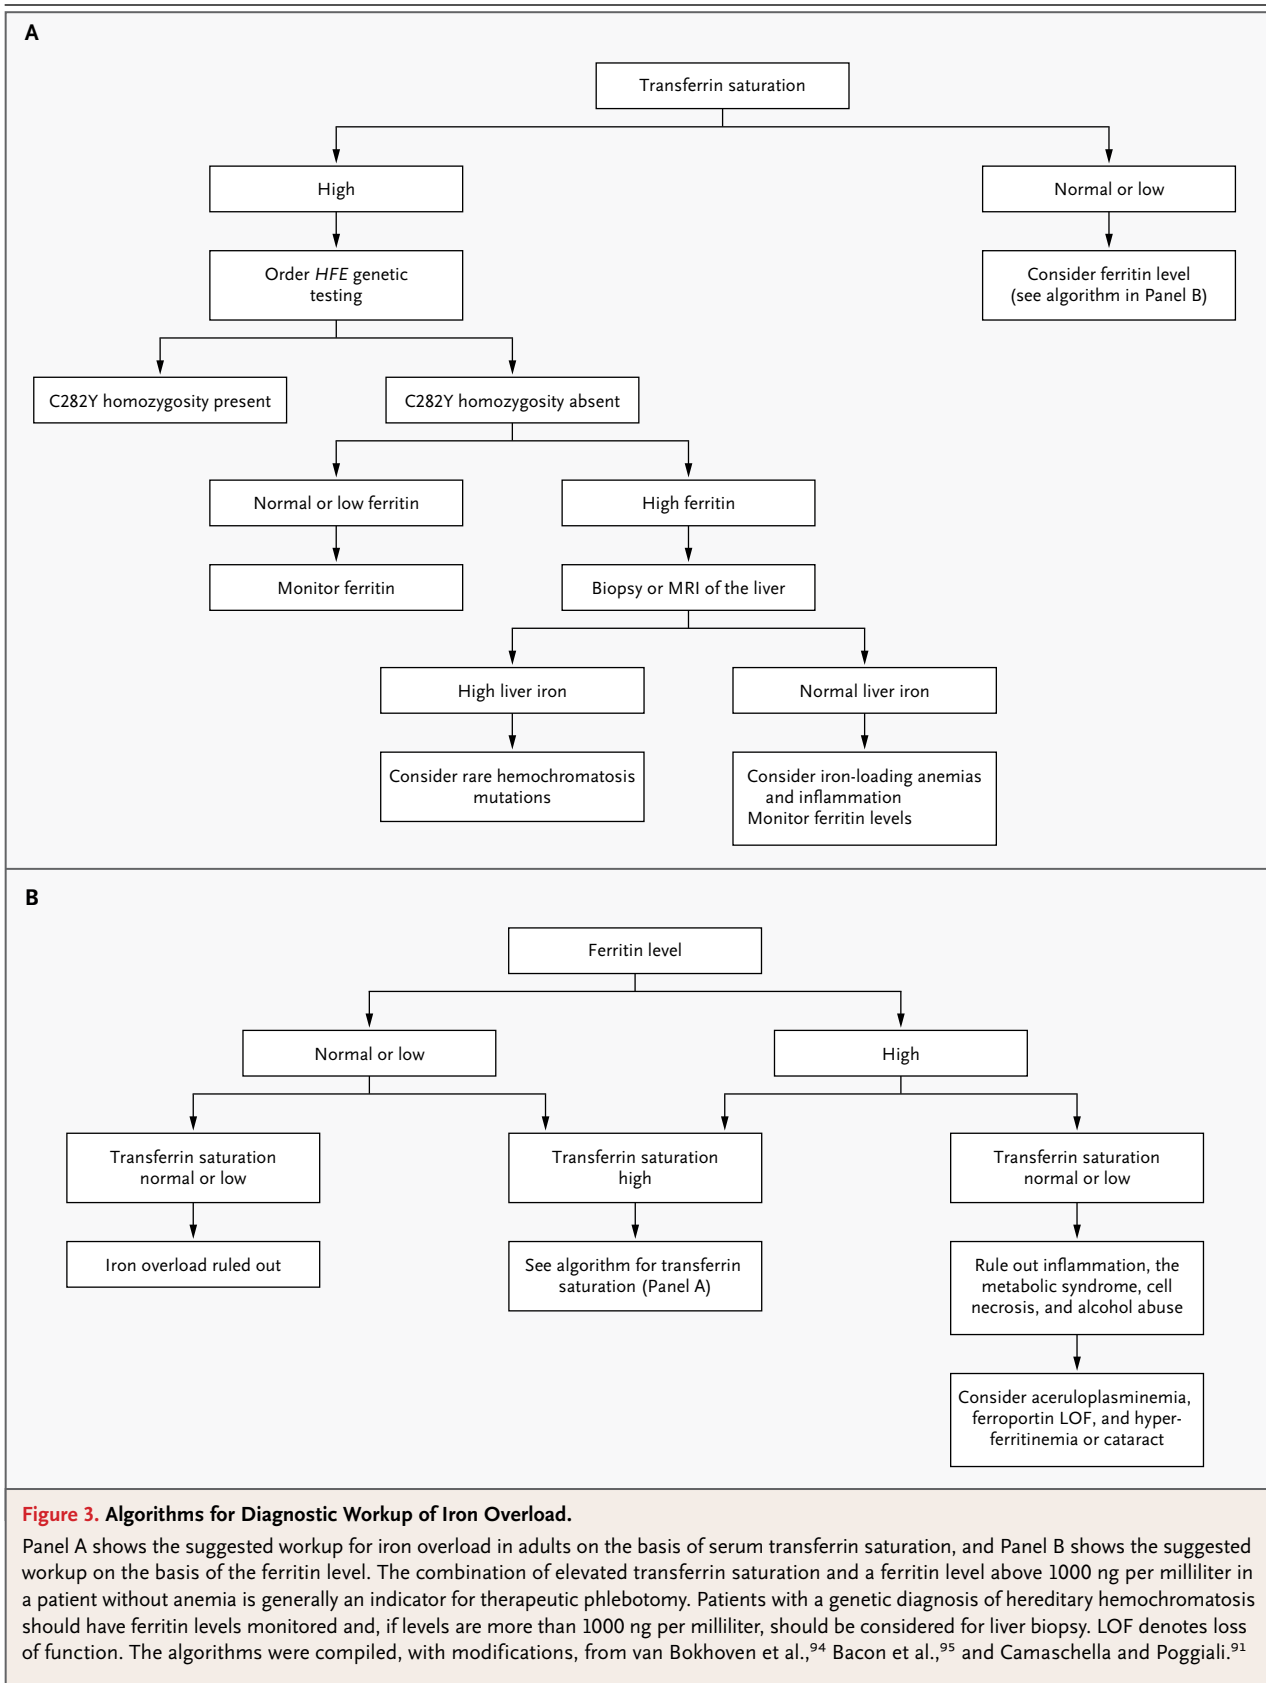 A
Transferrin saturation
High
Normal or low
Order HFE genetic
testing
Consider ferritin level
(see algorithm in Panel B)
C282Y homozygosity present
C282Y homozygosity absent
Normal or low ferritin
High ferritin
Monitor ferritin
Biopsy or MRI of the liver
High liver iron
Normal liver iron
Consider rare hemochromatosis
mutations
Consider iron-loading anemias
and inflammation
Monitor ferritin levels
B
Ferritin level
Normal or low
High
Transferrin saturation
normal or low
Transferrin saturation
high
Transferrin saturation
normal or low
Iron overload ruled out
See algorithm for transferrin
saturation (Panel A)
Rule out inflammation, the
metabolic syndrome, cell
necrosis, and alcohol abuse
Consider aceruloplasminemia,
ferroportin LOF, and hyper-
ferritinemia or cataract
Figure 3. Algorithms for Diagnostic Workup of Iron Overload.
Panel A shows the suggested workup for iron overload in adults on the basis of serum transferrin saturation, and Panel B shows the suggested
workup on the basis of the ferritin level. The combination of elevated transferrin saturation and a ferritin level above 1000 ng per milliliter in
a patient without anemia is generally an indicator for therapeutic phlebotomy. Patients with a genetic diagnosis of hereditary hemochromatosis
should have ferritin levels monitored and, if levels are more than 1000 ng per milliliter, should be considered for liver biopsy. LOF denotes loss
of function. The algorithms were compiled, with modifications, from van Bokhoven et al.,⁹⁴ Bacon et al.,⁹⁵ and Camaschella and Poggiali.⁹¹